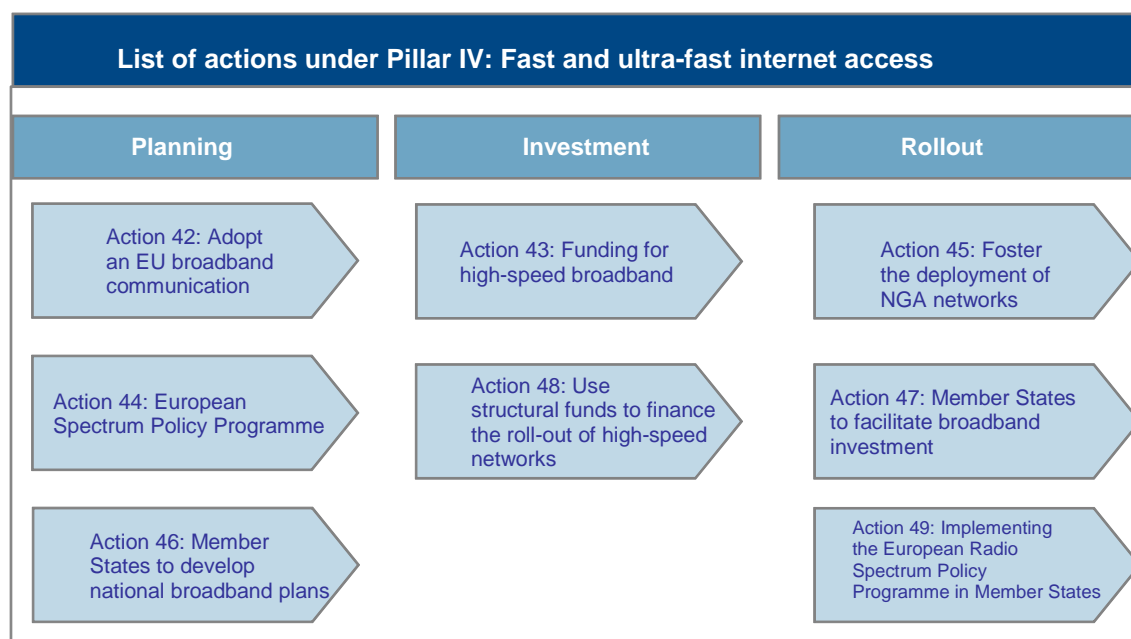 List of actions under Pillar IV: Fast and ultra-fast internet access
Planning
Investment
Rollout
Action 42: Adopt
an EU broadband
communication
Action 43: Funding for
high-speed broadband
Action 45: Foster
the deployment of
NGA networks
Action 44: European
Spectrum Policy Programme
Action 48: Use
structural funds to finance
the roll-out of high-speed
networks
Action 47: Member States
to facilitate broadband
investment
Action 46: Member
States to develop
national broadband plans
Action 49: Implementing
the European Radio
Spectrum Policy
Programme in Member States